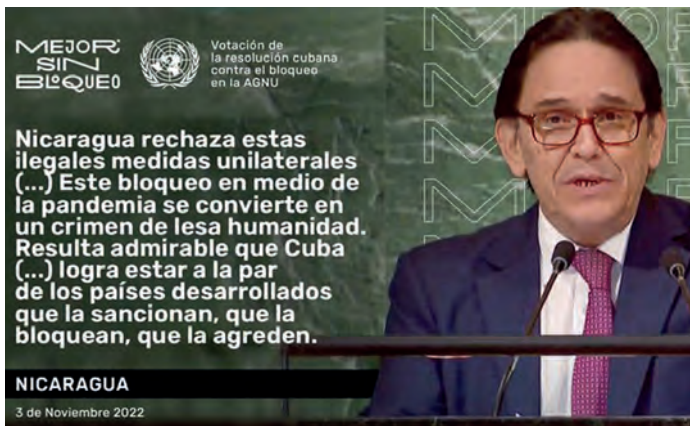 MEJOR
SIN
BLOQUEO
Votación de
la resolución cubana
contra el bloqueo
en la AGNU
Nicaragua rechaza estas
ilegales medidas unilaterales
(...) Este bloqueo en medio de
la pandemia se convierte en
un crimen de lesa humanidad.
Resulta admirable que Cuba
(...) logra estar a la par
de los países desarrollados
que la sancionan, que la
bloquean, que la agreden.
NICARAGUA
3 de Noviembre 2022